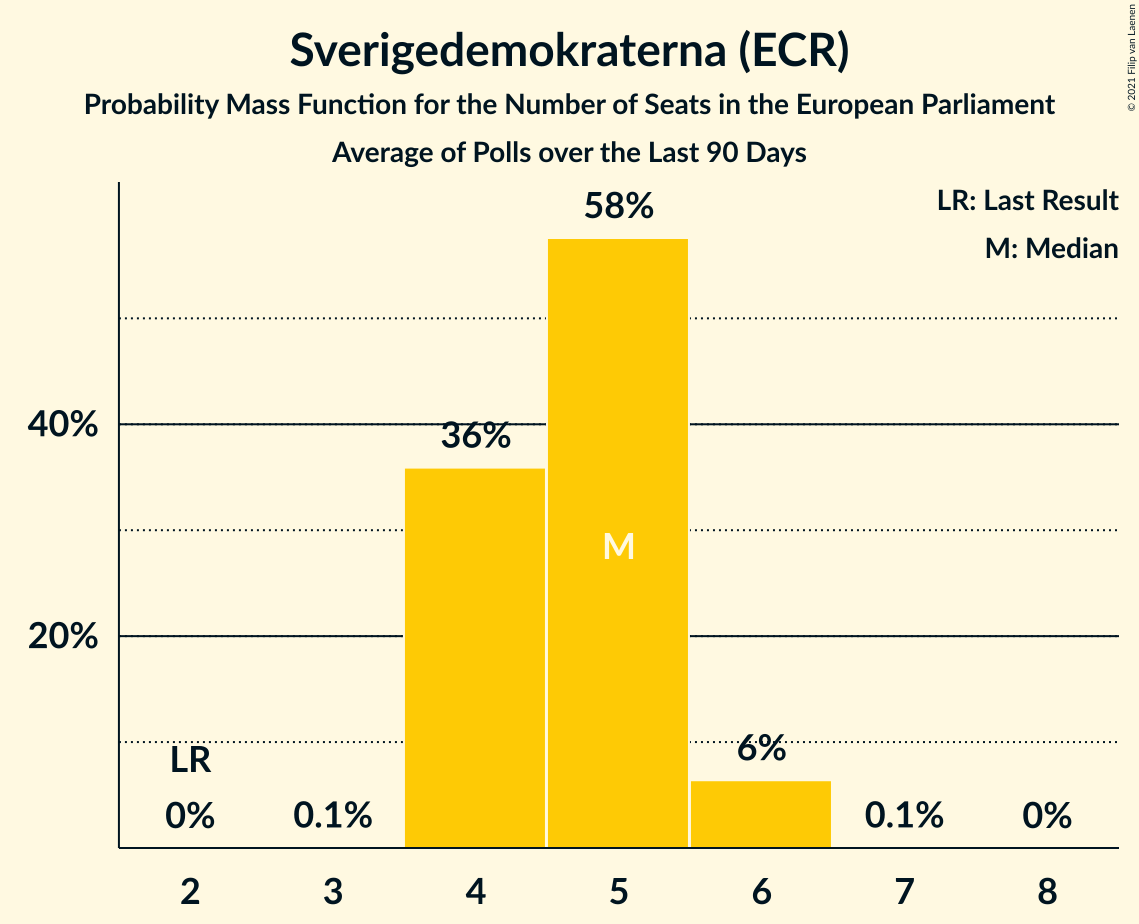 Sverigedemokraterna (ECR)
Probability Mass Function for the Number of Seats in the European Parliament
Average of Polls over the Last 90 Days
© 2021 Filip van Laenen
LR: Last Result
M: Median
58%
40%
36%
M
20%
LR
6%
0%
0.1%
0.1%
0%
2 3 4 5 6 7 8